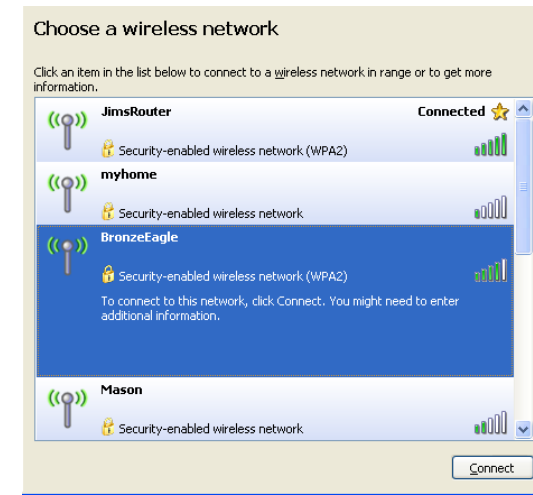 Choose a wireless network
Click an item in the list below to connect to a wireless network in range or to get more
information.
JimsRouter Connected
Security-enabled wireless network (WPA2)
myhome
Security-enabled wireless network
BronzeEagle
Security-enabled wireless network (WPA2)
To connect to this network, click Connect. You might need to enter
additional information.
Mason
Security-enabled wireless network
Connect